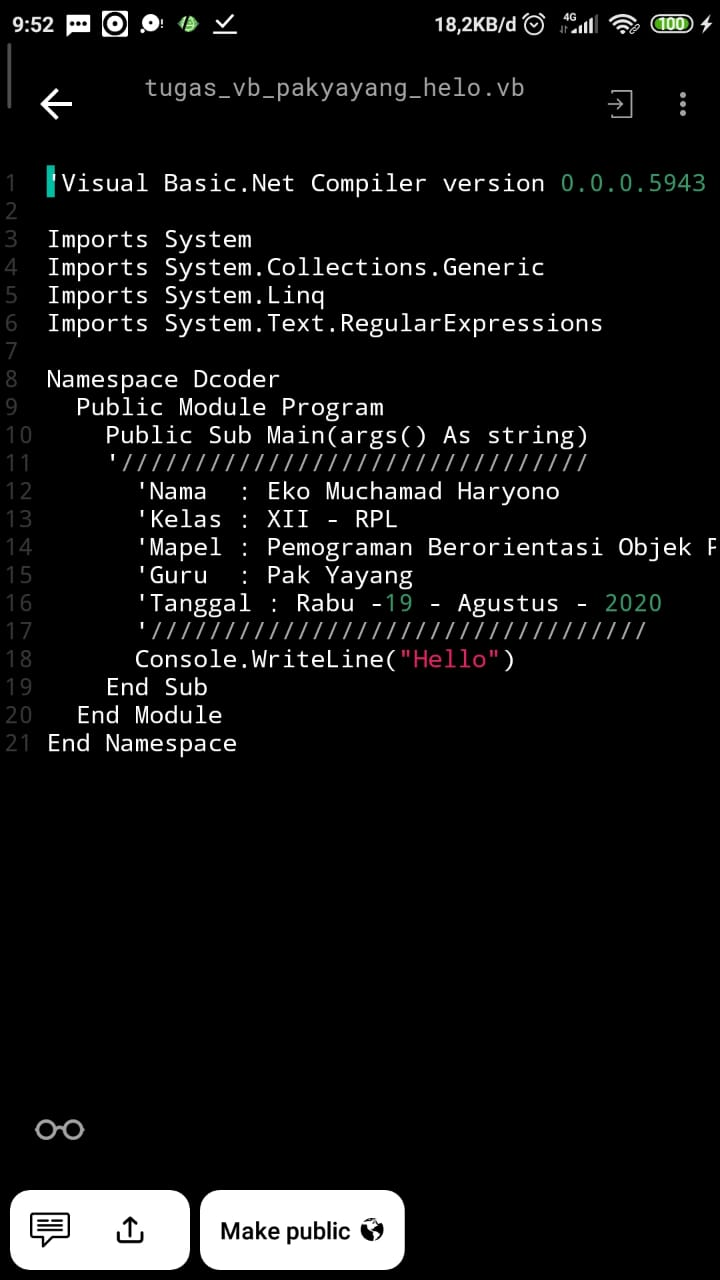 9:52 18,2KB/d 4G 100
tugas_vb_pakyayang_helo.vb
1 'Visual Basic.Net Compiler version 0.0.0.5943
2
3 Imports System
4 Imports System.Collections.Generic
5 Imports System.Linq
6 Imports System.Text.RegularExpressions
7
8 Namespace Dcoder
9   Public Module Program
10     Public Sub Main(args() As string)
11     '////////////////////////////////
12       'Nama  : Eko Muchamad Haryono
13       'Kelas : XII - RPL
14       'Mapel : Pemograman Berorientasi Objek P
15       'Guru  : Pak Yayang
16       'Tanggal : Rabu -19 - Agustus - 2020
17       '//////////////////////////////////
18       Console.WriteLine("Hello")
19     End Sub
20   End Module
21 End Namespace
Make public